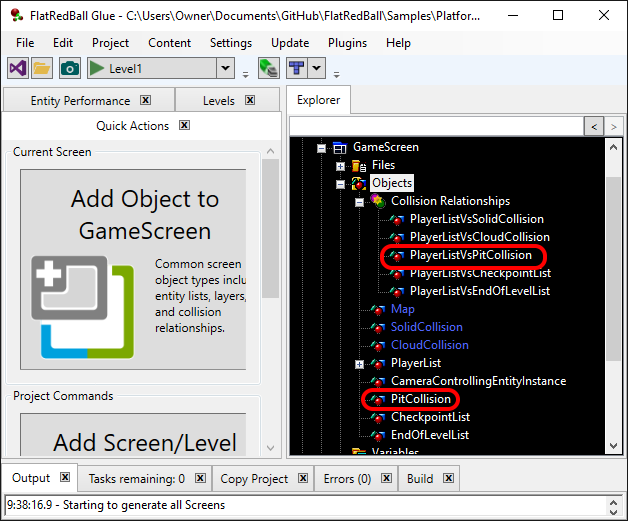 FlatRedBall Glue - C:\Users\Owner\Documents\GitHub\FlatRedBall\Samples\Platfor...
File Project Content Settings Update Plugins Help
Level1
Entity Performance Levels
Quick Actions
Current Screen
Add Object to
GameScreen
Common screen
object types inclu
entity lists, layers,
and collision
relationships.
Project Commands
Add Screen/Level
Explorer
< >
GameScreen
Files
Objects
Collision Relationships
PlayerListVsSolidCollision
PlayerListVsCloudCollision
PlayerListVsPitCollision
PlayerListVsCheckpointList
PlayerListVsEndOfLevelList
Map
SolidCollision
CloudCollision
PlayerList
CameraControllingEntityInstance
PitCollision
CheckpointList
EndOfLevelList
Variables
Output Tasks remaining: 0 Copy Project Errors (0) Build
9:38:16.9 - Starting to generate all Screens